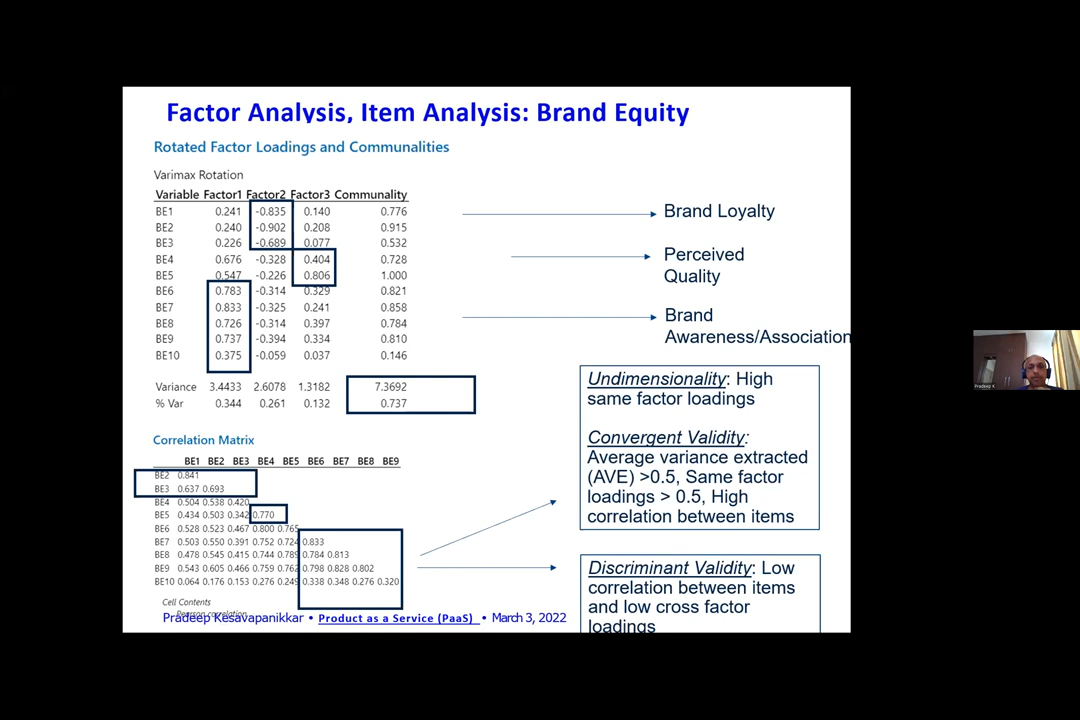 Factor Analysis, Item Analysis: Brand Equity
Rotated Factor Loadings and Communalities
Varimax Rotation
Variable Factor1 Factor2 Factor3 Communality
BE1 0.241 -0.835 0.140 0.776
BE2 0.240 -0.902 0.208 0.915
BE3 0.226 -0.689 0.077 0.532
BE4 0.676 -0.328 0.404 0.728
BE5 0.547 -0.226 0.806 1.000
BE6 0.783 -0.314 0.329 0.821
BE7 0.833 -0.325 0.241 0.858
BE8 0.726 -0.314 0.397 0.784
BE9 0.737 -0.394 0.334 0.810
BE10 0.375 -0.059 0.037 0.146
Variance 3.4433 2.6078 1.3182 7.3692
% Var 0.344 0.261 0.132 0.737
Brand Loyalty
Perceived
Quality
Brand
Awareness/Association
Correlation Matrix
BE1 BE2 BE3 BE4 BE5 BE6 BE7 BE8 BE9
BE2 0.841
BE3 0.637 0.693
BE4 0.504 0.538 0.420
BE5 0.434 0.503 0.342 0.770
BE6 0.528 0.523 0.467 0.800 0.765
BE7 0.503 0.550 0.391 0.752 0.724 0.833
BE8 0.478 0.545 0.415 0.744 0.789 0.784 0.813
BE9 0.543 0.605 0.466 0.759 0.762 0.798 0.828 0.802
BE10 0.064 0.176 0.153 0.276 0.249 0.338 0.348 0.276 0.320
Cell Contents
Pearson correlation
Undimensionality: High
same factor loadings
Convergent Validity:
Average variance extracted
(AVE) >0.5, Same factor
loadings > 0.5, High
correlation between items
Discriminant Validity: Low
correlation between items
and low cross factor
loadings
Pradeep Kesavapanikkar • Product as a Service (PaaS) • March 3, 2022
Pradeep K